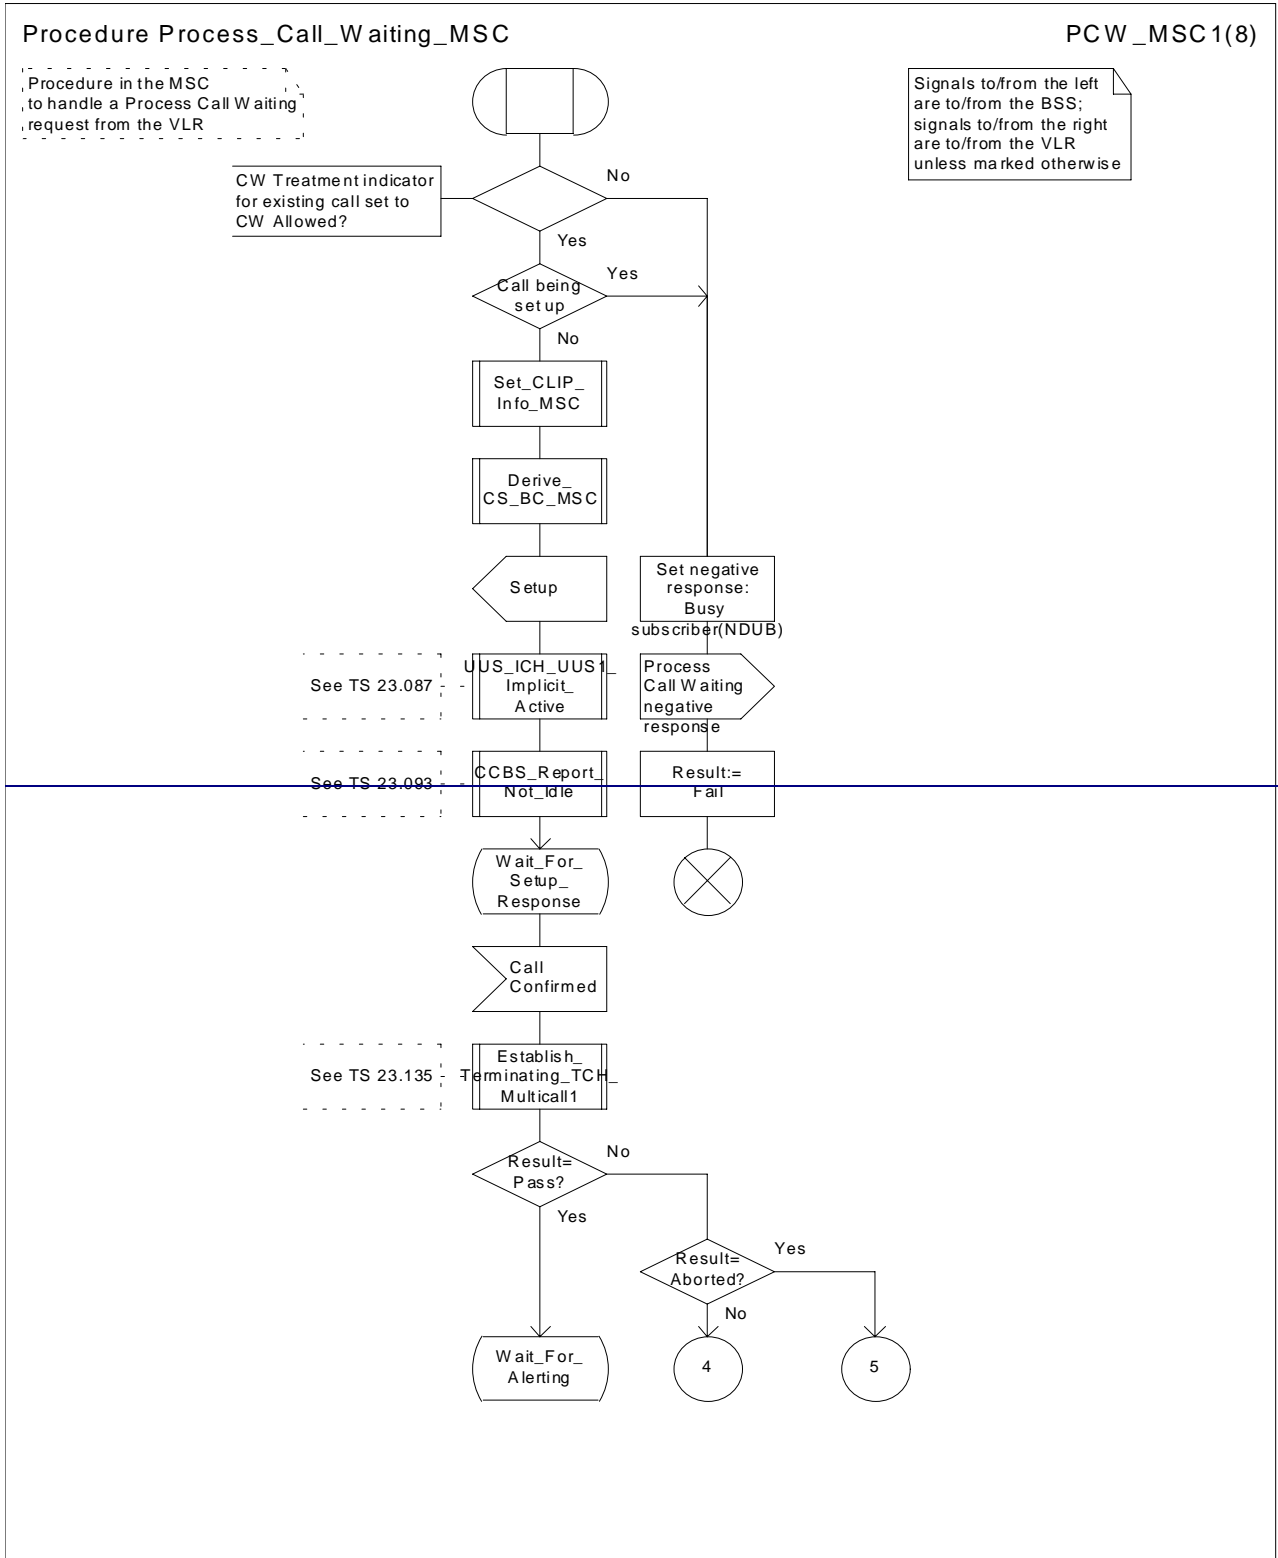 Procedure Process_Call_Waiting_MSC
PCW_MSC1(8)
Procedure in the MSC
to handle a Process Call Waiting
request from the VLR
Signals to/from the left
are to/from the BSS;
signals to/from the right
are to/from the VLR
unless marked otherwise
CW Treatment indicator
for existing call set to
CW Allowed?
No
Yes
Call being
set up
Yes
No
Set_CLIP_
Info_MSC
Derive_
CS_BC_MSC
Setup
Set negative
response:
Busy
subscriber(NDUB)
See TS 23.087
UUS_ICH_UUS1_
Implicit_
Active
Process
Call Waiting
negative
response
See TS 23.093
CCBS_Report_
Not_Idle
Result:=
Fail
Wait_For_
Setup_
Response
Call
Confirmed
See TS 23.135
Establish_
Terminating_TCH_
Multicall1
Result=
Pass?
No
Yes
Result=
Aborted?
Yes
No
Wait_For_
Alerting
4
5